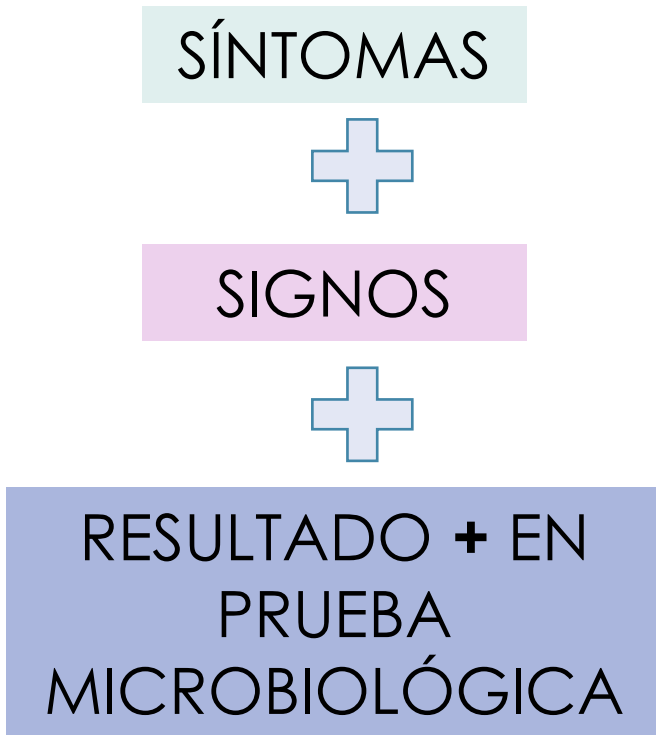 SÍNTOMAS
SIGNOS
RESULTADO + EN
PRUEBA
MICROBIOLÓGICA